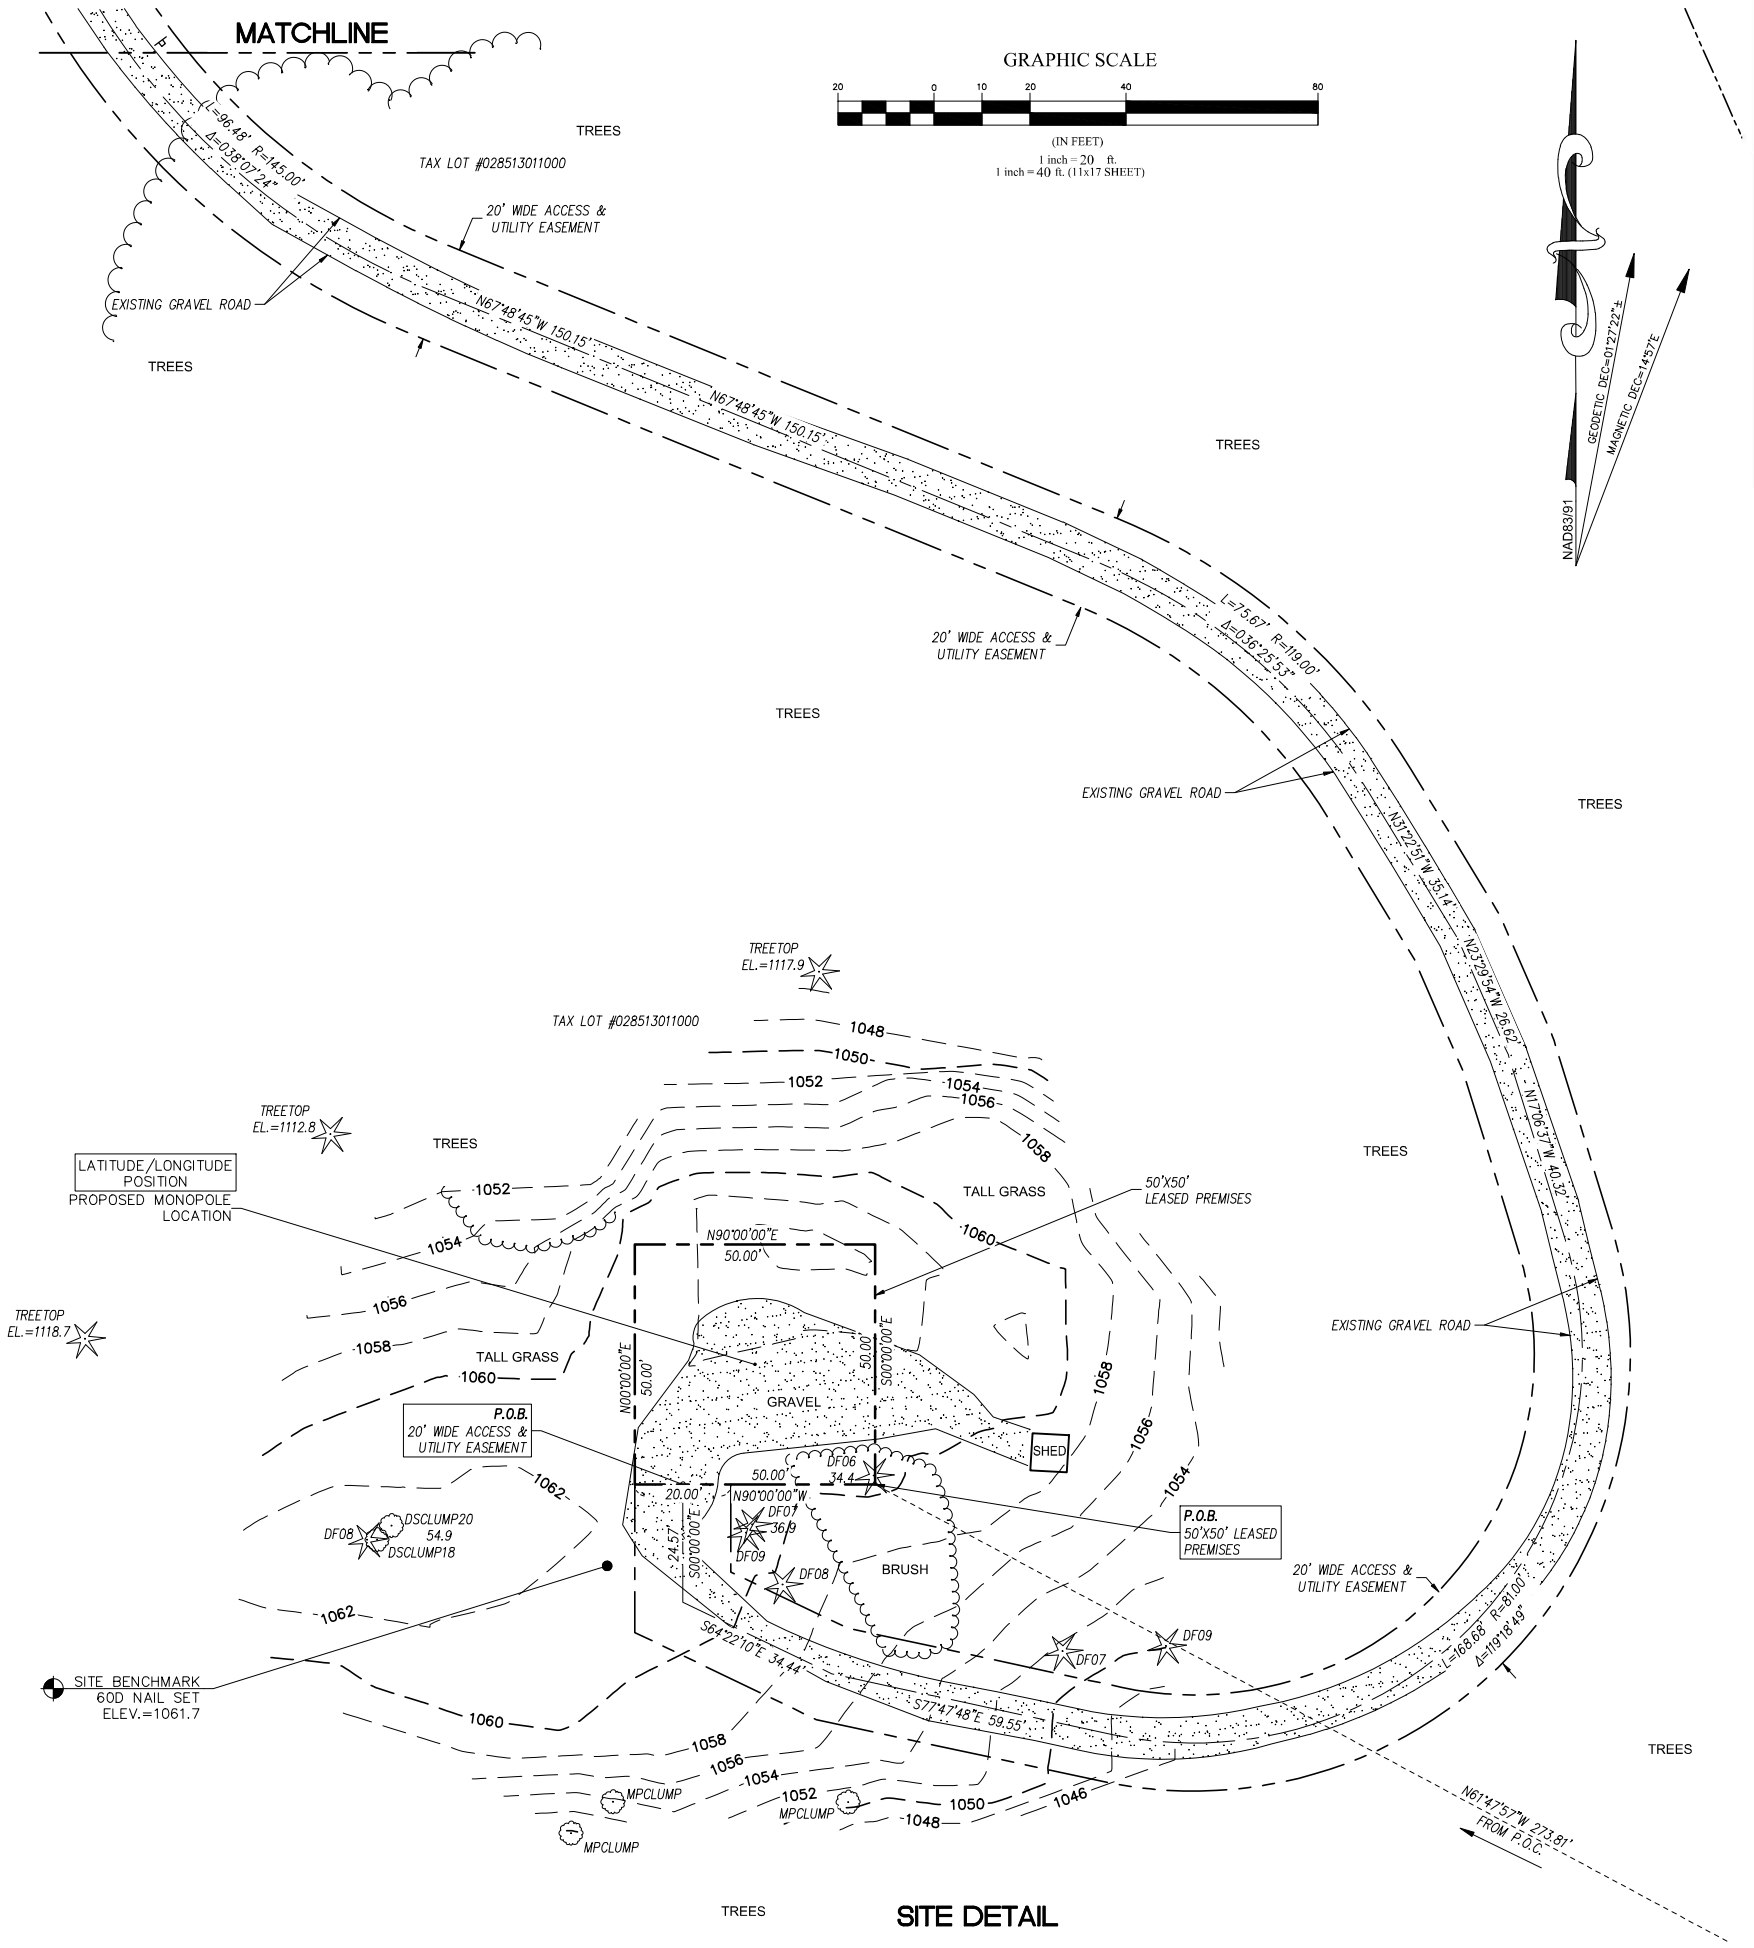 MATCHLINE
GRAPHIC SCALE
20 0 10 20 40 80
(IN FEET)
1 inch = 20 ft.
1 inch = 40 ft. (11x17 SHEET)
L=96.48' R=145.00'
Δ=038°07'24"
TREES
TAX LOT #028513011000
20' WIDE ACCESS &
UTILITY EASEMENT
EXISTING GRAVEL ROAD
TREES
N67°48'45"W 150.15'
N67°48'45"W 150.15'
TREES
GEODETIC DEC=01°27'22"±
MAGNETIC DEC=14°57'E
NAD83/91
L=75.67' R=119.00'
Δ=036°25'53"
20' WIDE ACCESS &
UTILITY EASEMENT
TREES
EXISTING GRAVEL ROAD
TREES
N31°22'51"W 35.14'
N23°29'54"W 26.62'
N17°06'37"W 40.32'
TREETOP
EL.=1117.9
TAX LOT #028513011000
1048
1050
1052
1054
1056
1058
TREETOP
EL.=1112.8
TREES
TREES
LATITUDE/LONGITUDE
POSITION
PROPOSED MONOPOLE
LOCATION
1052
TALL GRASS
50'X50'
LEASED PREMISES
1054
N90°00'00"E
50.00'
1060
1056
TREETOP
EL.=1118.7
1058
TALL GRASS
1060
N00°00'00"E
50.00'
50.00'
S00°00'00"E
EXISTING GRAVEL ROAD
1058
GRAVEL
P.O.B.
20' WIDE ACCESS &
UTILITY EASEMENT
1056
SHED
DF06
34.4
50.00'
1062
1054
20.00'
N90°00'00"W
DF07
36.9
DF09
24.57'
S00°00'00"E
P.O.B.
50'X50' LEASED
PREMISES
DSCLUMP20
54.9
DF08
DSCLUMP18
DF08
BRUSH
20' WIDE ACCESS &
UTILITY EASEMENT
1062
S64°22'10"E 34.44'
DF09
DF07
L=168.68' R=81.00'
Δ=119°18'49"
SITE BENCHMARK
60D NAIL SET
ELEV.=1061.7
1060
S77°47'48"E 59.55'
1058
1056
1054
1052
1050
1048
1046
TREES
MPCLUMP
MPCLUMP
MPCLUMP
N61°47'57"W 273.81'
FROM P.O.C.
TREES
SITE DETAIL